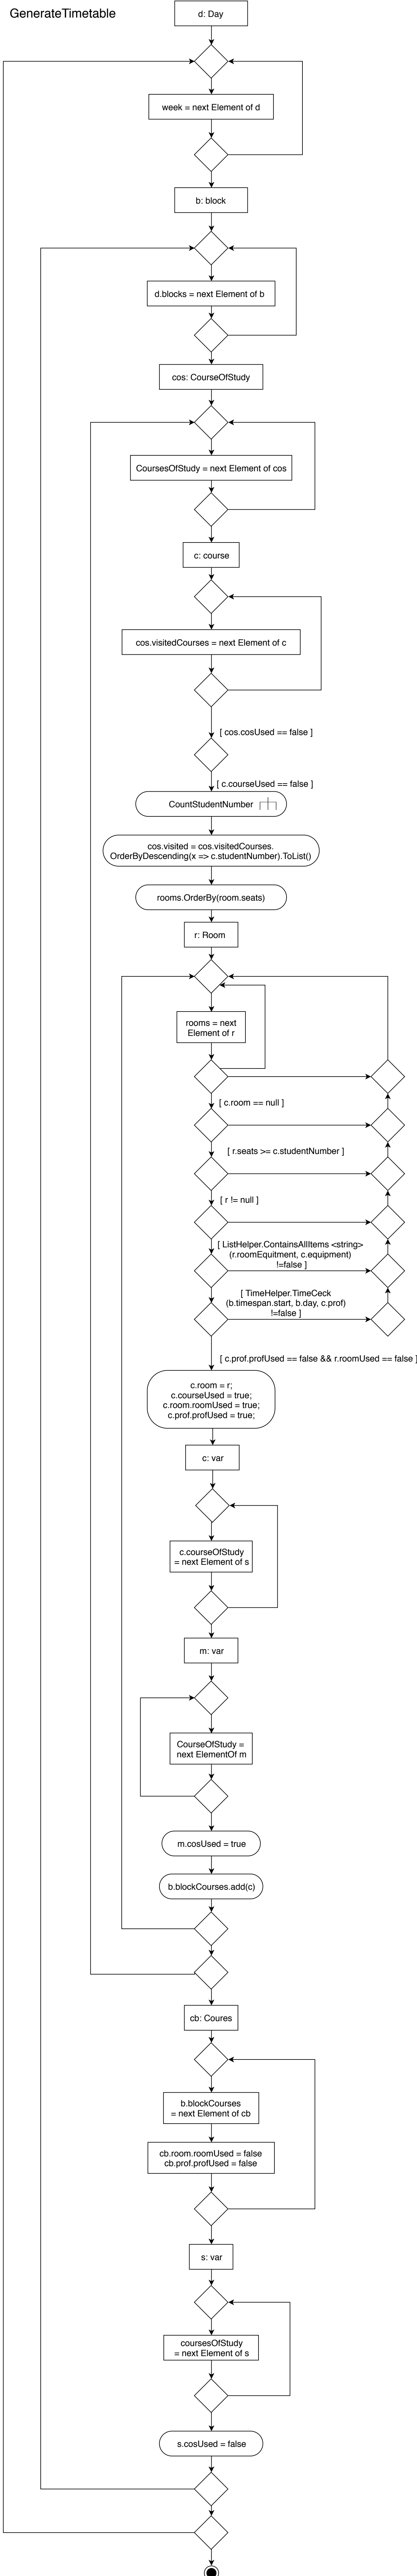 GenerateTimetable
d: Day
week = next Element of d
b: block
d.blocks = next Element of b
cos: CourseOfStudy
CoursesOfStudy = next Element of cos
c: course
cos.visitedCourses = next Element of c
[ cos.cosUsed == false ]
[ c.courseUsed == false ]
CountStudentNumber
cos.visited = cos.visitedCourses.
OrderByDescending(x => c.studentNumber).ToList()
rooms.OrderBy(room.seats)
r: Room
rooms = next
Element of r
[ c.room == null ]
[ r.seats >= c.studentNumber ]
[ r != null ]
[ ListHelper.ContainsAllItems <string>
(r.roomEquitment, c.equipment)
!=false ]
[ TimeHelper.TimeCeck
(b.timespan.start, b.day, c.prof)
!=false ]
[ c.prof.profUsed == false && r.roomUsed == false ]
c.room = r;
c.courseUsed = true;
c.room.roomUsed = true;
c.prof.profUsed = true;
c: var
c.courseOfStudy
= next Element of s
m: var
CourseOfStudy =
next ElementOf m
m.cosUsed = true
b.blockCourses.add(c)
cb: Coures
b.blockCourses
= next Element of cb
cb.room.roomUsed = false
cb.prof.profUsed = false
s: var
coursesOfStudy
= next Element of s
s.cosUsed = false